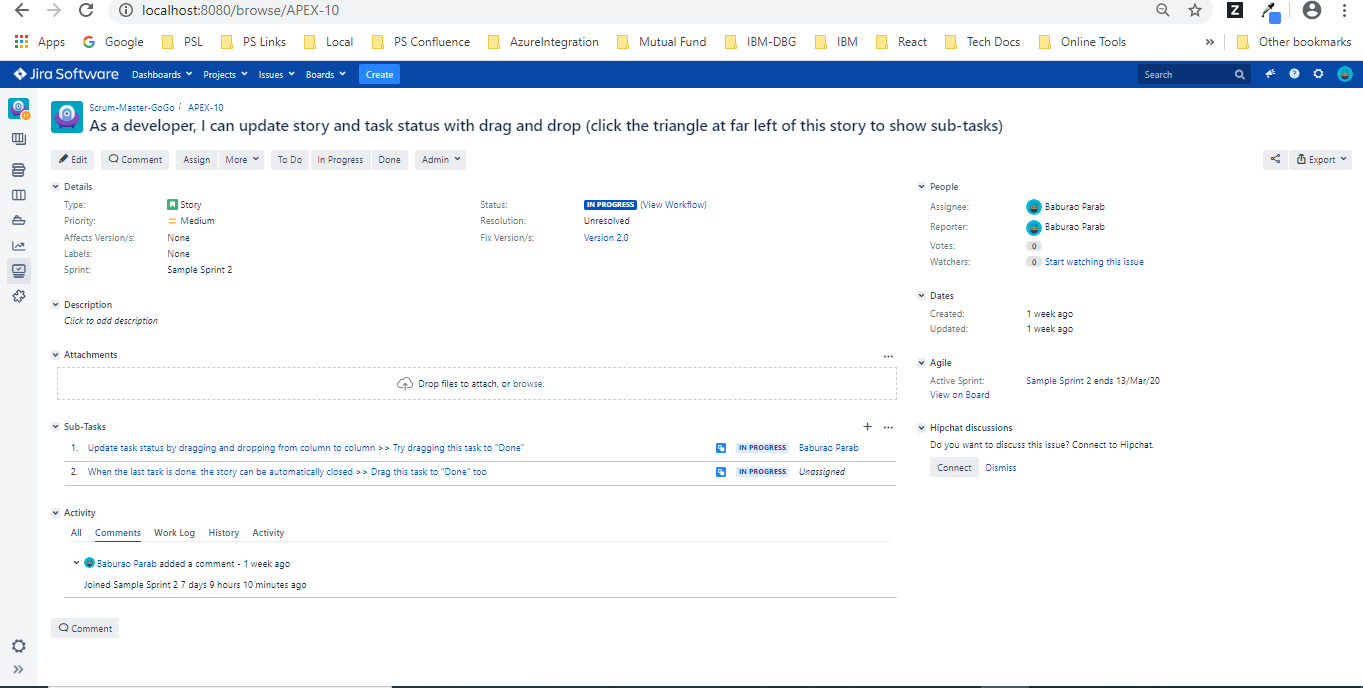 localhost:8080/browse/APEX-10
Apps Google PSL PS Links Local PS Confluence AzureIntegration Mutual Fund IBM-DBG IBM React Tech Docs Online Tools » Other bookmarks
Jira Software Dashboards Projects Issues Boards Create Search
Scrum-Master-GoGo / APEX-10
As a developer, I can update story and task status with drag and drop (click the triangle at far left of this story to show sub-tasks)
Edit Comment Assign More To Do In Progress Done Admin Export
Details
Type: Story
Priority: Medium
Affects Version/s: None
Labels: None
Sprint: Sample Sprint 2
Status: IN PROGRESS (View Workflow)
Resolution: Unresolved
Fix Version/s: Version 2.0
Description
Click to add description
Attachments
Drop files to attach, or browse.
Sub-Tasks
1. Update task status by dragging and dropping from column to column >> Try dragging this task to "Done" IN PROGRESS Baburao Parab
2. When the last task is done, the story can be automatically closed >> Drag this task to "Done" too IN PROGRESS Unassigned
Activity
All Comments Work Log History Activity
Baburao Parab added a comment - 1 week ago
Joined Sample Sprint 2 7 days 9 hours 10 minutes ago
Comment
People
Assignee: Baburao Parab
Reporter: Baburao Parab
Votes: 0
Watchers: 0 Start watching this issue
Dates
Created: 1 week ago
Updated: 1 week ago
Agile
Active Sprint: Sample Sprint 2 ends 13/Mar/20
View on Board
Hipchat discussions
Do you want to discuss this issue? Connect to Hipchat.
Connect Dismiss